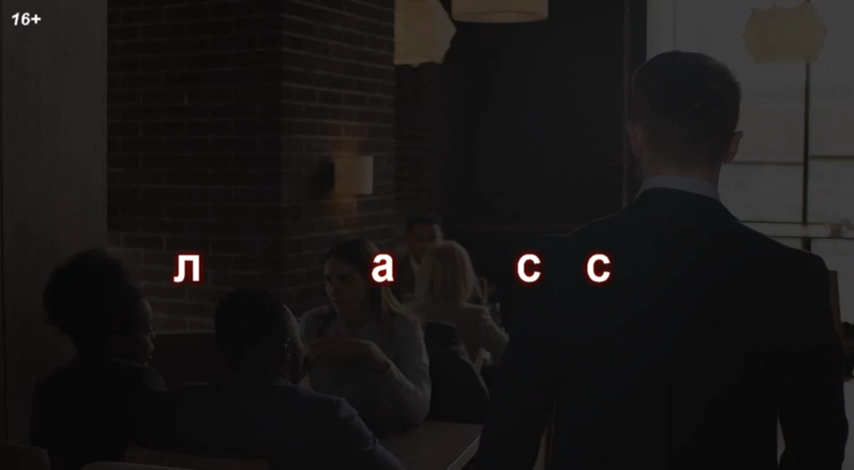 16+
л а с с